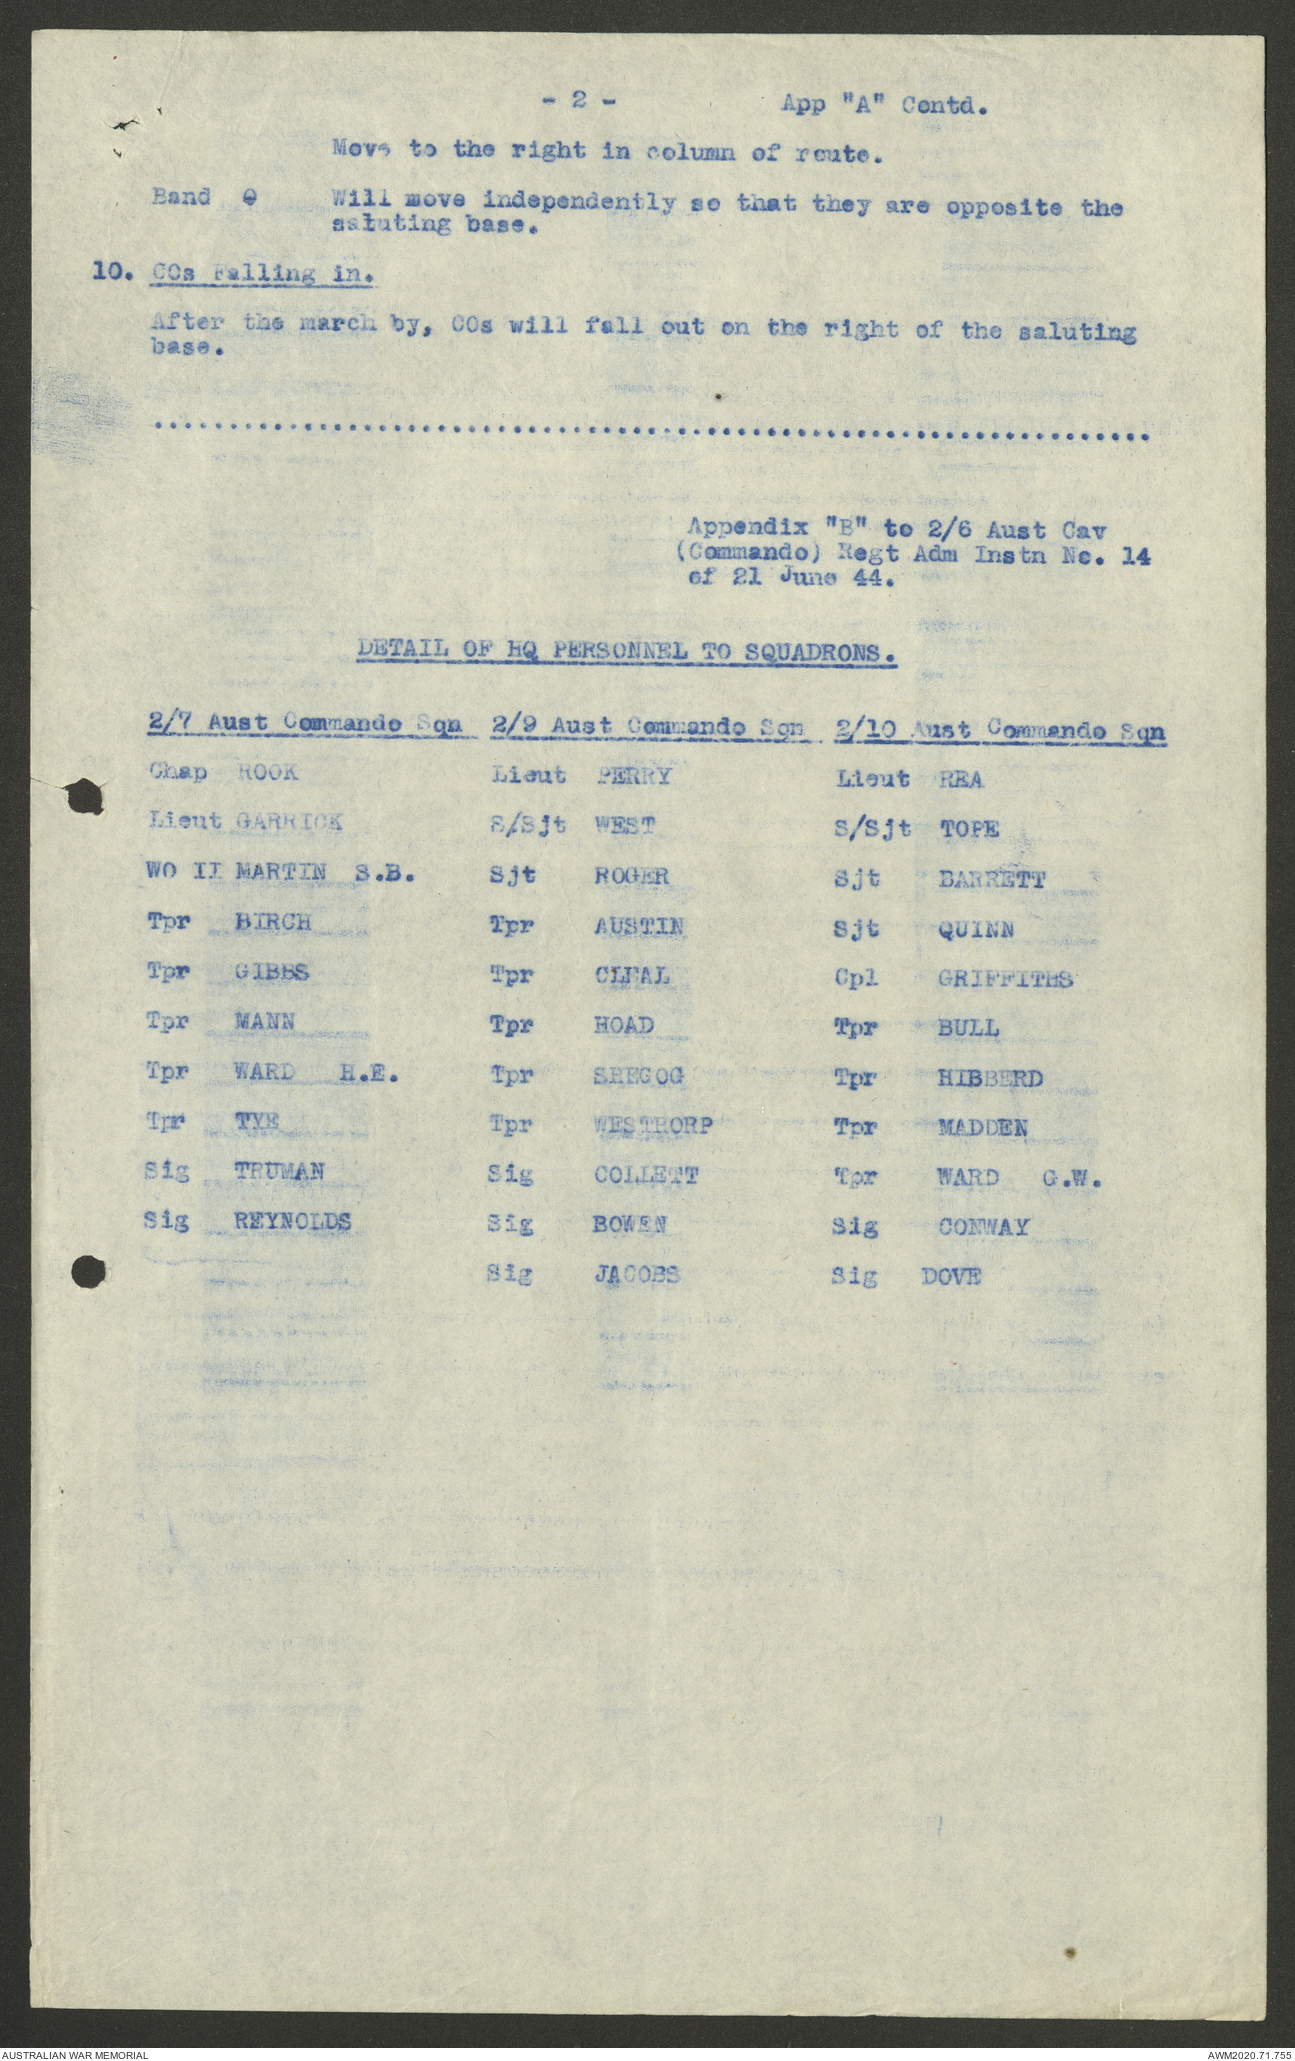 - 2 -    App "A" Contd.
Move to the right in column of route.
Band - Will move independently so that they are opposite the
saluting base.
10. COs Falling in.
After the march by, COs will fall out on the right of the saluting
base.
..................................................................
Appendix "B" to 2/6 Aust Cav
(Commando) Regt Adm Instn No. 14
of 21 June 44.
DETAIL OF HQ PERSONNEL TO SQUADRONS.
2/7 Aust Commando Sqn    2/9 Aust Commando Sqn    2/10 Aust Commando Sqn
Chap ROOK    Lieut PERRY    Lieut REA
Lieut GARRICK    S/Sjt WEST    S/Sjt TOPE
WO II MARTIN S.B.    Sjt ROGER    Sjt BARRETT
Tpr BIRCH    Tpr AUSTIN    Sjt QUINN
Tpr GIBBS    Tpr CLEAL    Cpl GRIFFITHS
Tpr MANN    Tpr HOAD    Tpr BULL
Tpr WARD H.E.    Tpr SHEGOG    Tpr HIBBERD
Tpr TYE    Tpr WESTHORP    Tpr MADDEN
Sig TRUMAN    Sig COLLETT    Tpr WARD G.W.
Sig REYNOLDS    Sig BOWEN    Sig CONWAY
Sig JACOBS    Sig DOVE
AUSTRALIAN WAR MEMORIAL    AWM2020.71.755